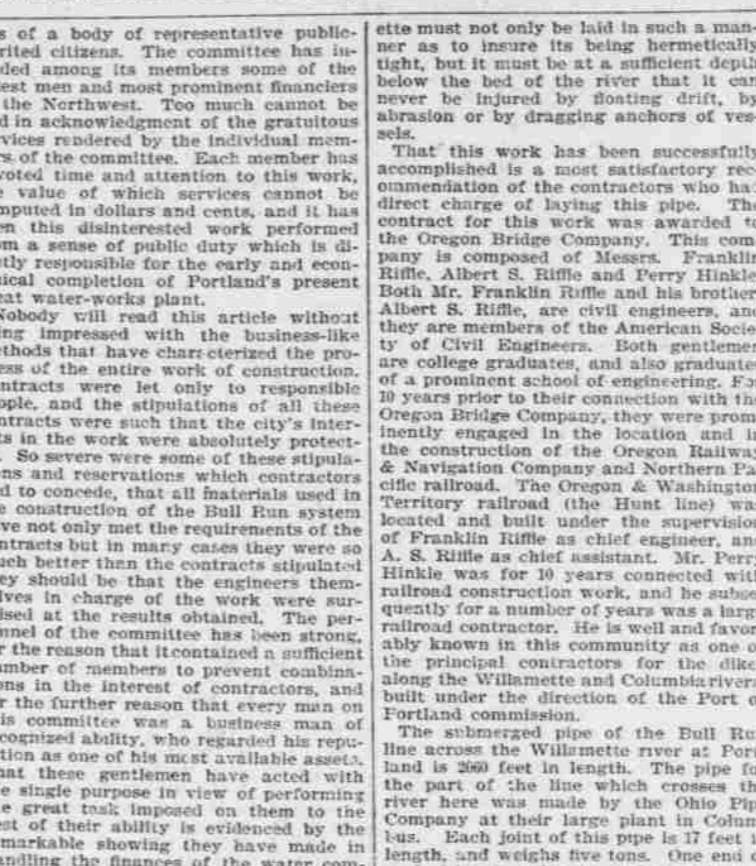 s of a body of representative public-
rited citizens. The committee has in-
ded among its members some of the
iest men and most prominent financiers
the Northwest. Too much cannot be
d in acknowledgment of the gratuitous
vices rendered by the individual mem-
rs of the committee. Each member has
voted time and attention to this work,
e value of which services cannot be
mputed in dollars and cents, and it has
en this disinterested work performed
om a sense of public duty which is di-
ctly responsible for the early and econ-
ical completion of Portland's present
eat water-works plant.
Nobody will read this article without
ing impressed with the business-like
ethods that have characterized the pro-
ess of the entire work of construction.
ntracts were let only to responsible
ople, and the stipulations of all these
ntracts were such that the city's inter-
ts in the work were absolutely protect-
. So severe were some of these stipula-
ons and reservations which contractors
d to concede, that all materials used in
e construction of the Bull Run system
ve not only met the requirements of the
ntracts but in many cases they were so
uch better then the contracts stipulated
ey should be that the engineers them-
lves in charge of the work were sur-
ised at the results obtained. The per-
nnel of the committee has been strong,
r the reason that it contained a sufficient
umber of members to prevent combina-
ons in the interest of contractors, and
r the further reason that every man on
is committee was a business man of
cognized ability, who regarded his repu-
tion as one of his most available assets.
hat these gentlemen have acted with
e single purpose in view of performing
e great task imposed on them to the
est of their ability is evidenced by the
markable showing they have made in
andling the finances of the water com-
ette must not only be laid in such a man-
ner as to insure its being hermetically
tight, but it must be at a sufficient depth
below the bed of the river that it can
never be injured by floating drift, by
abrasion or by dragging anchors of ves-
sels.
That this work has been successfully
accomplished is a most satisfactory rec-
ommendation of the contractors who had
direct charge of laying this pipe. The
contract for this work was awarded to
the Oregon Bridge Company. This com-
pany is composed of Messrs. Franklin
Riffle, Albert S. Riffle and Perry Hinkle.
Both Mr. Franklin Riffle and his brother
Albert S. Riffle, are civil engineers, and
they are members of the American Socie-
ty of Civil Engineers. Both gentlemen
are college graduates, and also graduates
of a prominent school of engineering. Fo
10 years prior to their connection with the
Oregon Bridge Company, they were prom
inently engaged in the location and in
the construction of the Oregon Railway
& Navigation Company and Northern Pa
cific railroad. The Oregon & Washington
Territory railroad (the Hunt line) wa
located and built under the supervision
of Franklin Riffle as chief engineer, and
A. S. Riffle as chief assistant. Mr. Perry
Hinkle was for 10 years connected with
railroad construction work, and he subse
quently for a number of years was a larg
railroad contractor. He is well and favor
ably known in this community as one o
the principal contractors for the dike
along the Willamette and Columbia rivers
built under the direction of the Port o
Portland commission.
The submerged pipe of the Bull Ru
line across the Willamette river at Port
land is 2060 feet in length. The pipe fo
the part of the line which crosses th
river here was made by the Ohio Pip
Company at their large plant in Colum
bus. Each joint of this pipe is 17 feet i
length, and weighs five tons. One end